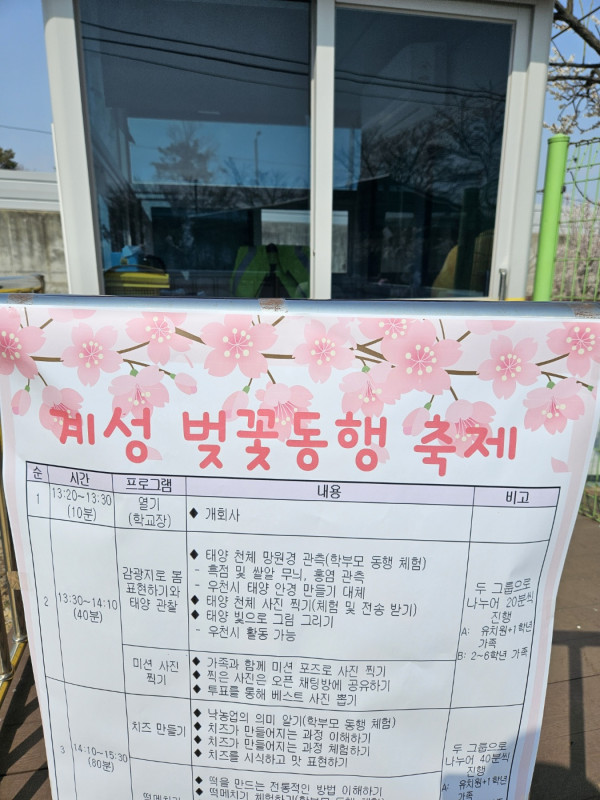 계성 벚꽃동행 축제
순 시간 프로그램 내용 비고
1 13:20~13:30 (10분) 열기 (학교장) ◆ 개회사
2 13:30~14:10 (40분)
감광지로 봄
표현하기와
태양 관찰
◆ 태양 천체 망원경 관측(학부모 동행 체험)
- 흑점 및 쌀알 무늬, 홍염 관측
- 우천시 태양 안경 만들기 대체
◆ 태양 천체 사진 찍기(체험 및 전송 받기)
◆ 태양 빛으로 그림 그리기
- 우천시 활동 가능
미션 사진
찍기
◆ 가족과 함께 미션 포즈로 사진 찍기
◆ 찍은 사진은 오픈 채팅방에 공유하기
◆ 투표를 통해 베스트 사진 뽑기
두 그룹으로
나누어 20분씩
진행
A: 유치원+1학년
가족
B: 2~6학년 가족
3 14:10~15:30 (80분)
치즈 만들기
◆ 낙농업의 의미 알기(학부모 동행 체험)
◆ 치즈가 만들어지는 과정 이해하기
◆ 치즈가 만들어지는 과정 체험하기
◆ 치즈를 시식하고 맛 표현하기
떡메치기
◆ 떡을 만드는 전통적인 방법 이해하기
두 그룹으로
나누어 40분씩
진행
A: 유치원+1학년
가족